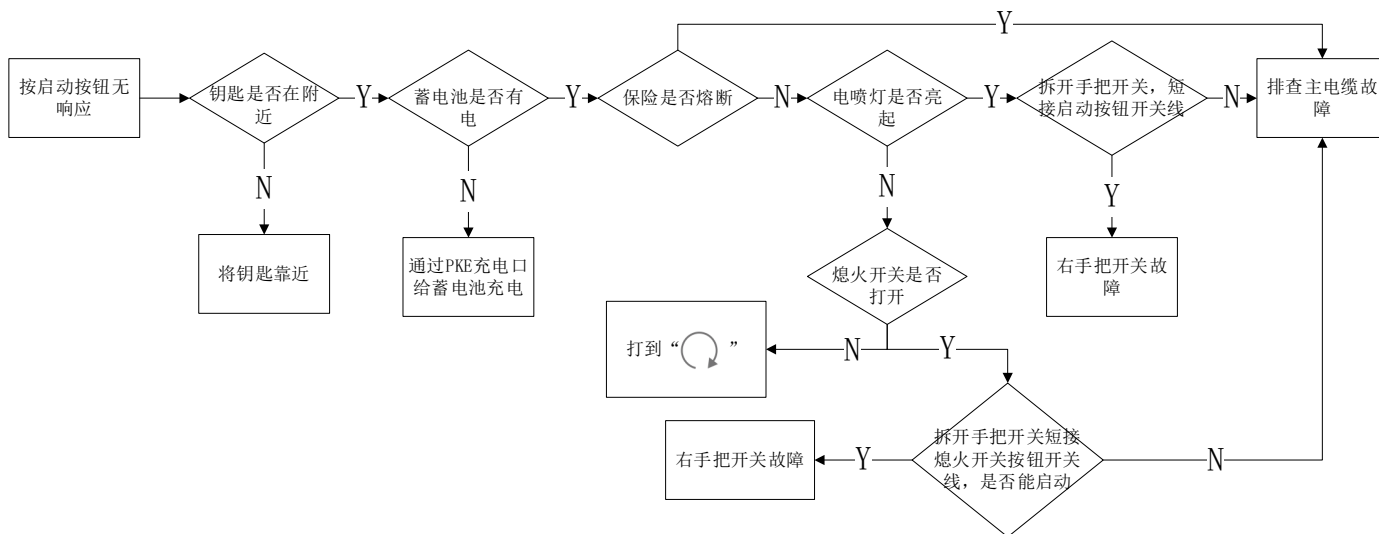 按启动按钮无
响应
钥匙是否在附
近
Y
蓄电池是否有
电
Y
保险是否熔断
Y
N
电喷灯是否亮
起
Y
拆开手把开关，短
接启动按钮开关线
N
排查主电缆故
障
N
将钥匙靠近
N
通过PKE充电口
给蓄电池充电
N
熄火开关是否
打开
Y
右手把开关故
障
N
打到“ ”
Y
拆开手把开关短接
熄火开关按钮开关
线，是否能启动
Y
右手把开关故障
N